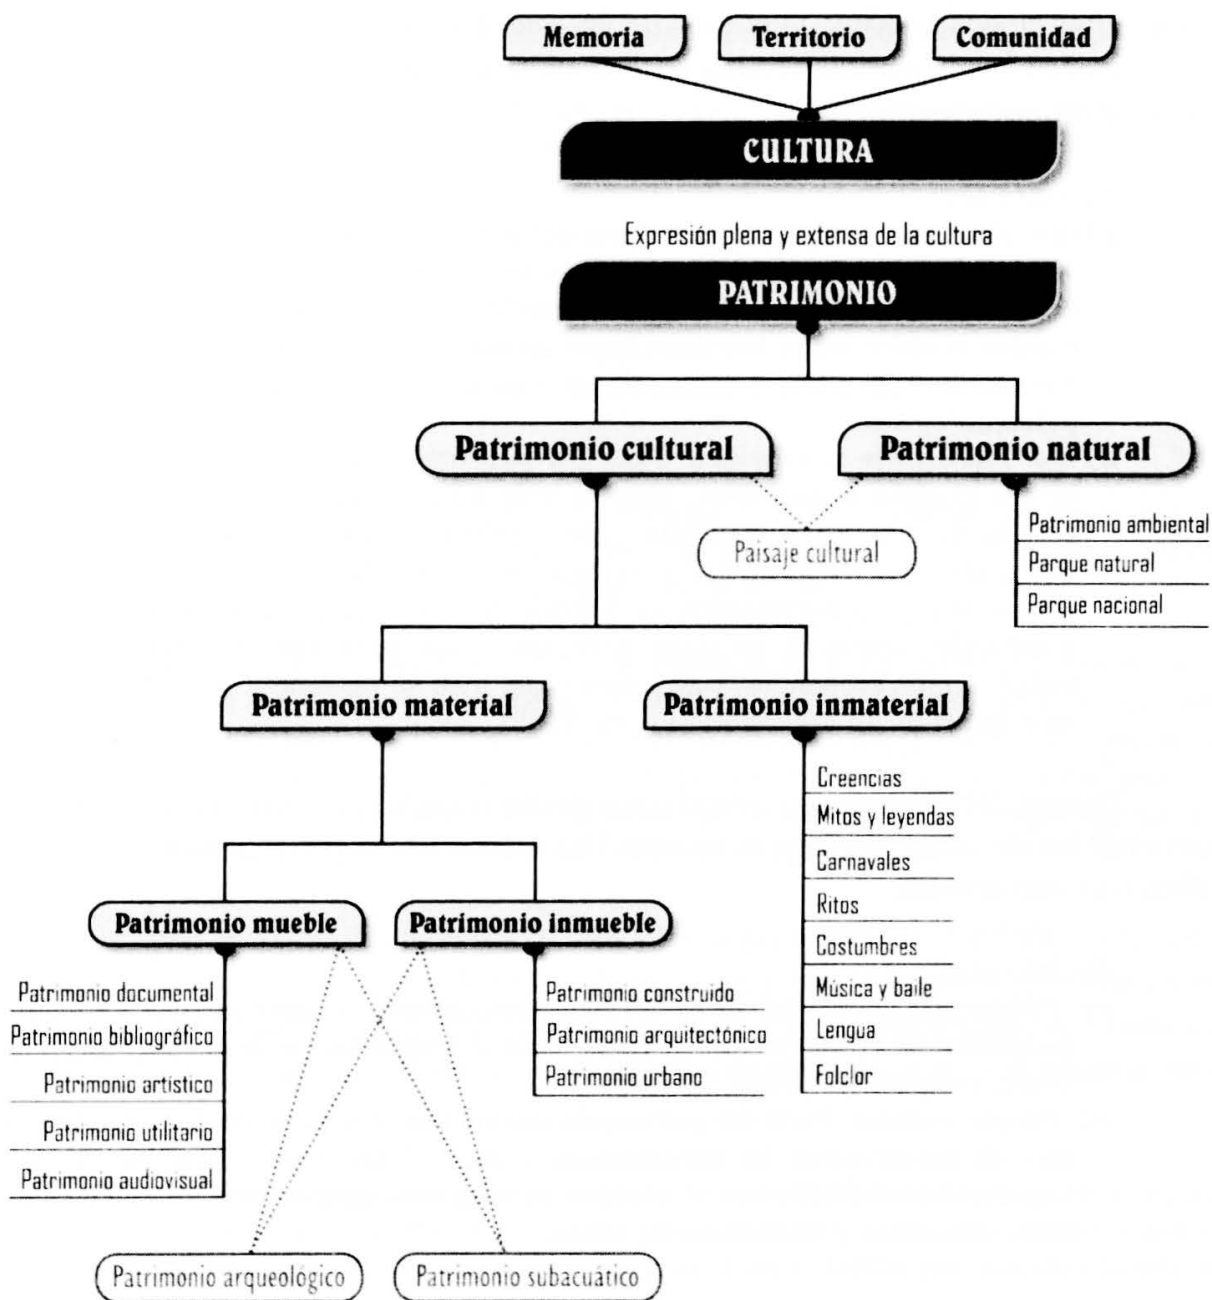 Memoria
Territorio
Comunidad
CULTURA
Expresión plena y extensa de la cultura
PATRIMONIO
Patrimonio cultural
Patrimonio natural
Paisaje cultural
Patrimonio ambiental
Parque natural
Parque nacional
Patrimonio material
Patrimonio inmaterial
Creencias
Mitos y leyendas
Carnavales
Ritos
Costumbres
Música y baile
Lengua
Folclor
Patrimonio mueble
Patrimonio inmueble
Patrimonio documental
Patrimonio bibliográfico
Patrimonio artístico
Patrimonio utilitario
Patrimonio audiovisual
Patrimonio construido
Patrimonio arquitectónico
Patrimonio urbano
Patrimonio arqueológico
Patrimonio subacuático